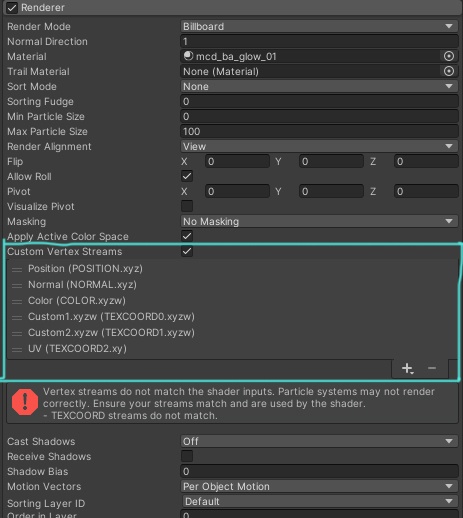 Renderer
Render Mode Billboard
Normal Direction 1
Material mcd_ba_glow_01
Trail Material None (Material)
Sort Mode None
Sorting Fudge 0
Min Particle Size 0
Max Particle Size 100
Render Alignment View
Flip X 0 Y 0 Z 0
Allow Roll
Pivot X 0 Y 0 Z 0
Visualize Pivot
Masking No Masking
Apply Active Color Space
Custom Vertex Streams
Position (POSITION.xyz)
Normal (NORMAL.xyz)
Color (COLOR.xyzw)
Custom1.xyzw (TEXCOORD0.xyzw)
Custom2.xyzw (TEXCOORD1.xyzw)
UV (TEXCOORD2.xy)
Vertex streams do not match the shader inputs. Particle systems may not render
correctly. Ensure your streams match and are used by the shader.
- TEXCOORD streams do not match.
Cast Shadows Off
Receive Shadows
Shadow Bias 0
Motion Vectors Per Object Motion
Sorting Layer ID Default
Order in Layer 0